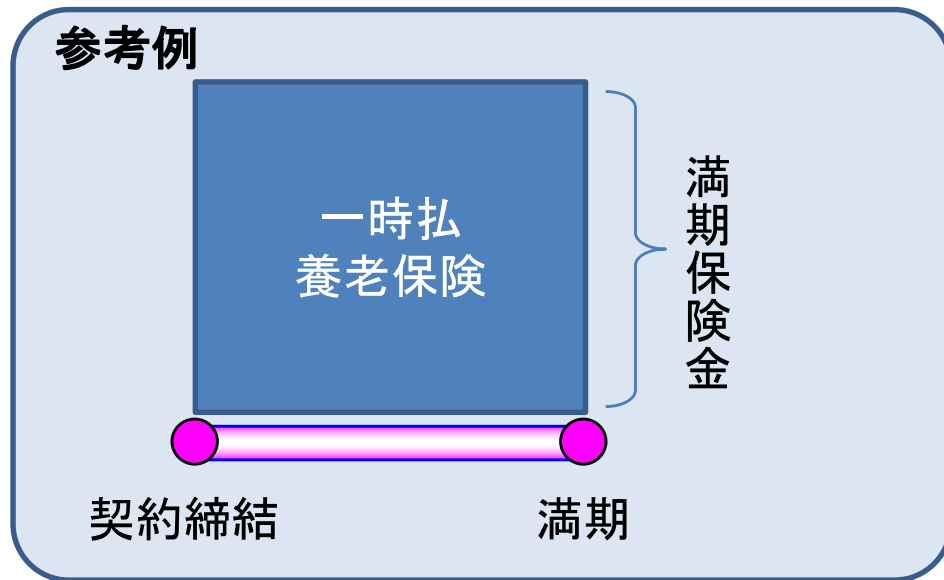 参考例
一時払
養老保険
満期保険金
契約締結
満期